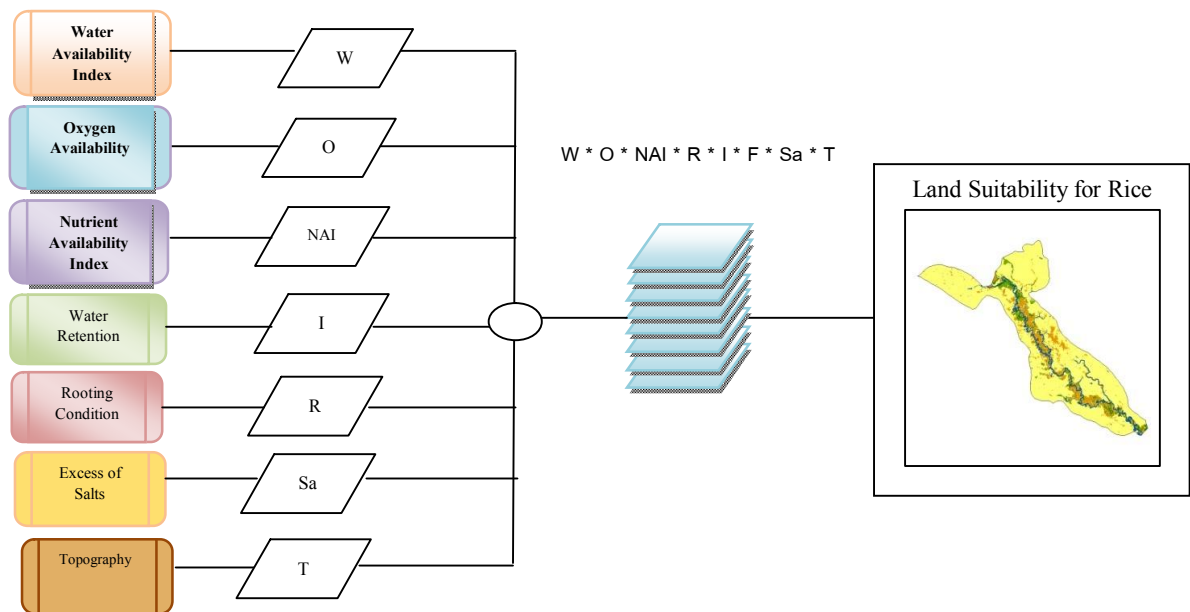 Water
Availability
Index
W
Oxygen
Availability
O
Nutrient
Availability
Index
NAI
Water
Retention
I
Rooting
Condition
R
Excess of
Salts
Sa
Topography
T
W * O * NAI * R * I * F * Sa * T
Land Suitability for Rice